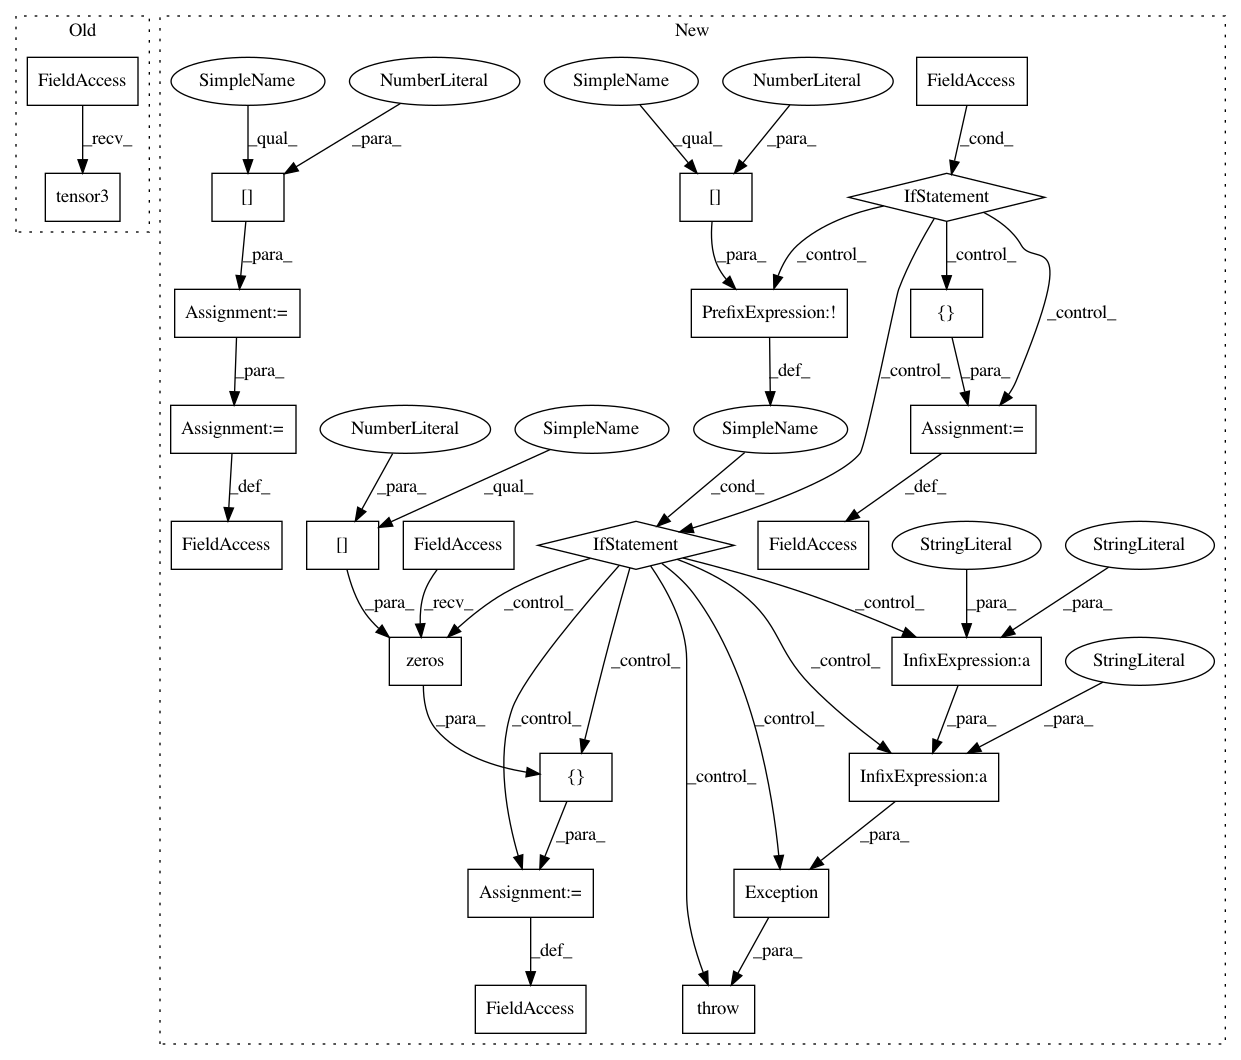 Old
New
FieldAccess
SimpleName
NumberLiteral
SimpleName
NumberLiteral
FieldAccess
_recv_
_qual_
_para_
_qual_
_para_
_cond_
tensor3
[]
[]
IfStatement
_para_
_para_
_control_
_control_
_control_
Assignment:=
PrefixExpression:!
{}
_para_
_def_
_control_
_para_
Assignment:=
NumberLiteral
SimpleName
SimpleName
Assignment:=
_def_
_para_
_qual_
_cond_
_def_
FieldAccess
[]
FieldAccess
IfStatement
FieldAccess
StringLiteral
StringLiteral
_para_
_recv_
_control_
_control_
_para_
_para_
zeros
_control_
_control_
InfixExpression:a
StringLiteral
_para_
_control_
_control_
_para_
_para_
{}
_control_
InfixExpression:a
_para_
_para_
Assignment:=
Exception
_def_
_para_
FieldAccess
throw